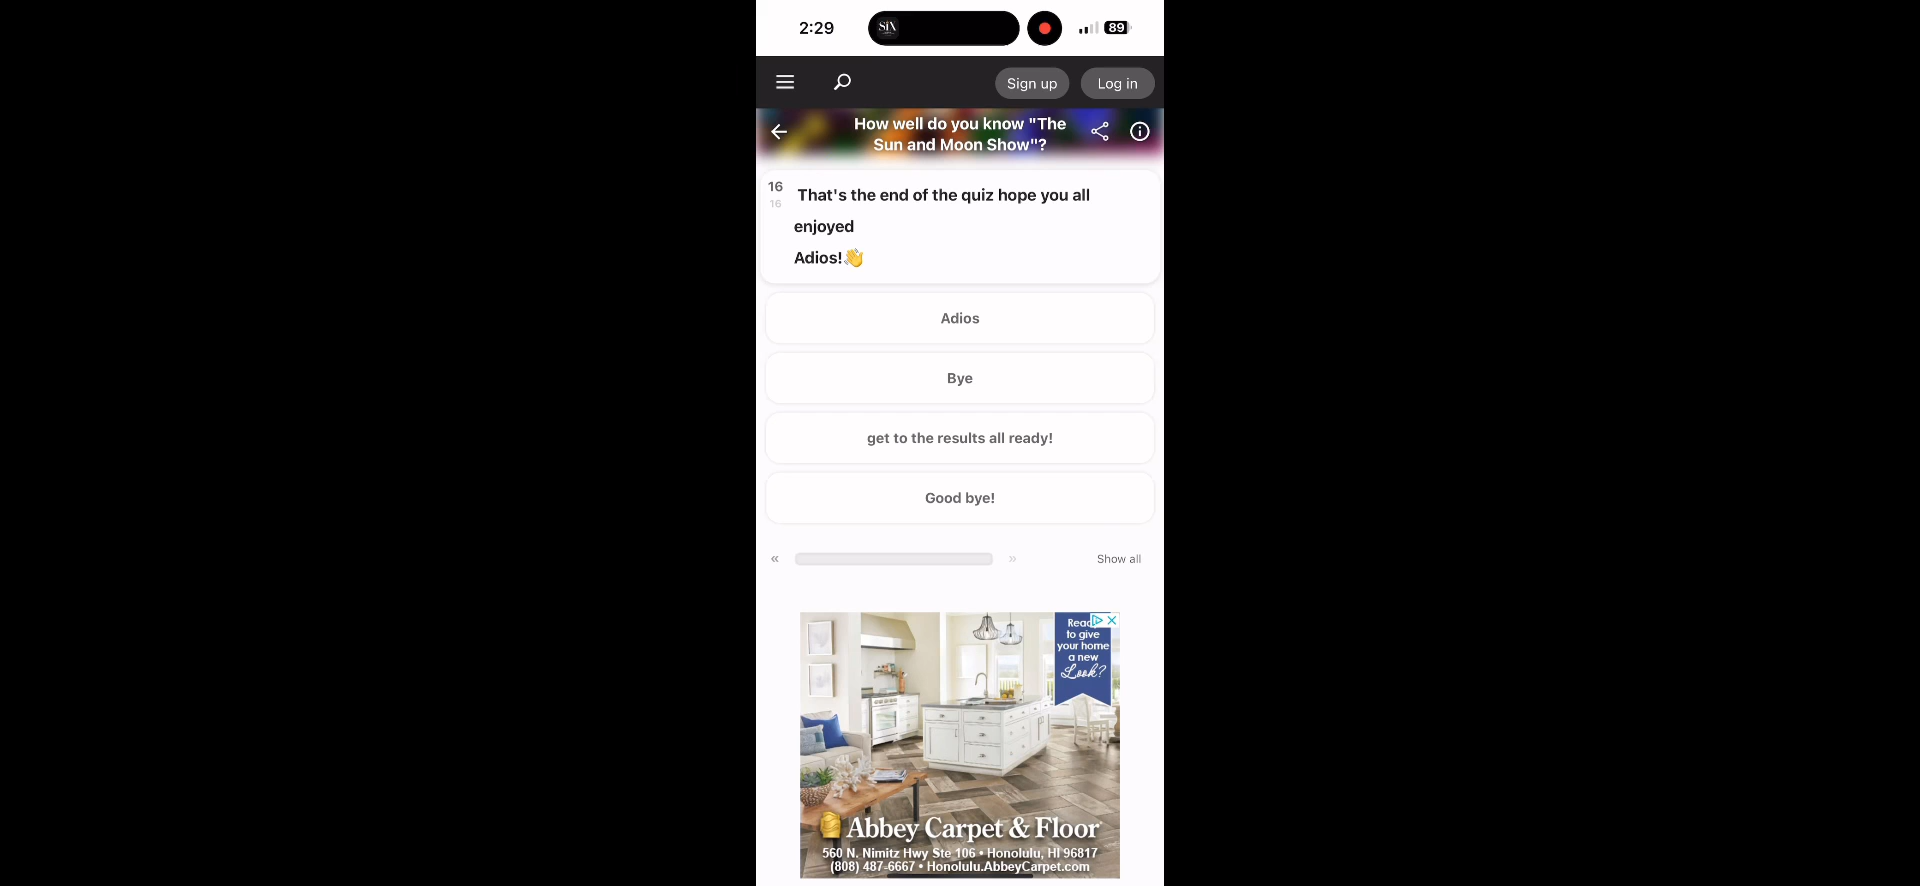 2:29
SIX
89
Sign up
Log in
How well do you know "The
Sun and Moon Show"?
16
16
That's the end of the quiz hope you all
enjoyed
Adios!👋
Adios
Bye
get to the results all ready!
Good bye!
«
»
Show all
Ready
to give
your home
a new
Look?
Abbey Carpet & Floor
560 N. Nimitz Hwy Ste 106 • Honolulu, HI 96817
(808) 487-6667 • Honolulu.AbbeyCarpet.com